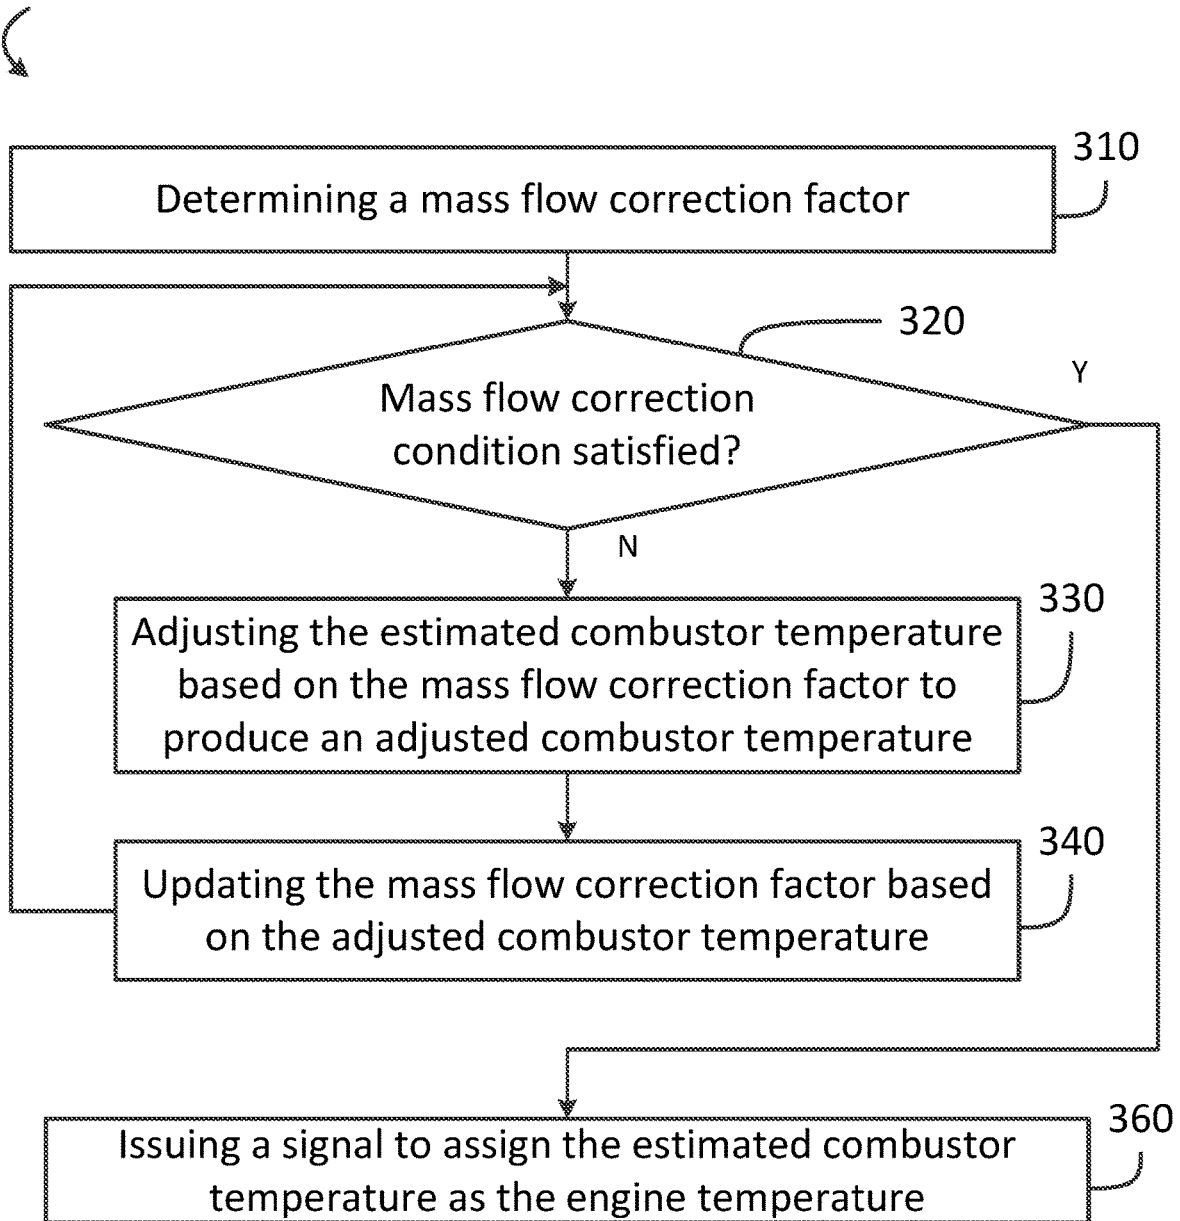 310
Determining a mass flow correction factor
320
Y
Mass flow correction
condition satisfied?
N
330
Adjusting the estimated combustor temperature
based on the mass flow correction factor to
produce an adjusted combustor temperature
340
Updating the mass flow correction factor based
on the adjusted combustor temperature
360
Issuing a signal to assign the estimated combustor
temperature as the engine temperature